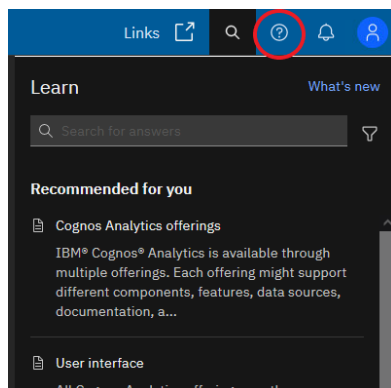 Links
Learn
What's new
Search for answers
Recommended for you
Cognos Analytics offerings
IBM® Cognos® Analytics is available through
multiple offerings. Each offering might support
different components, features, data sources,
documentation, a...
User interface